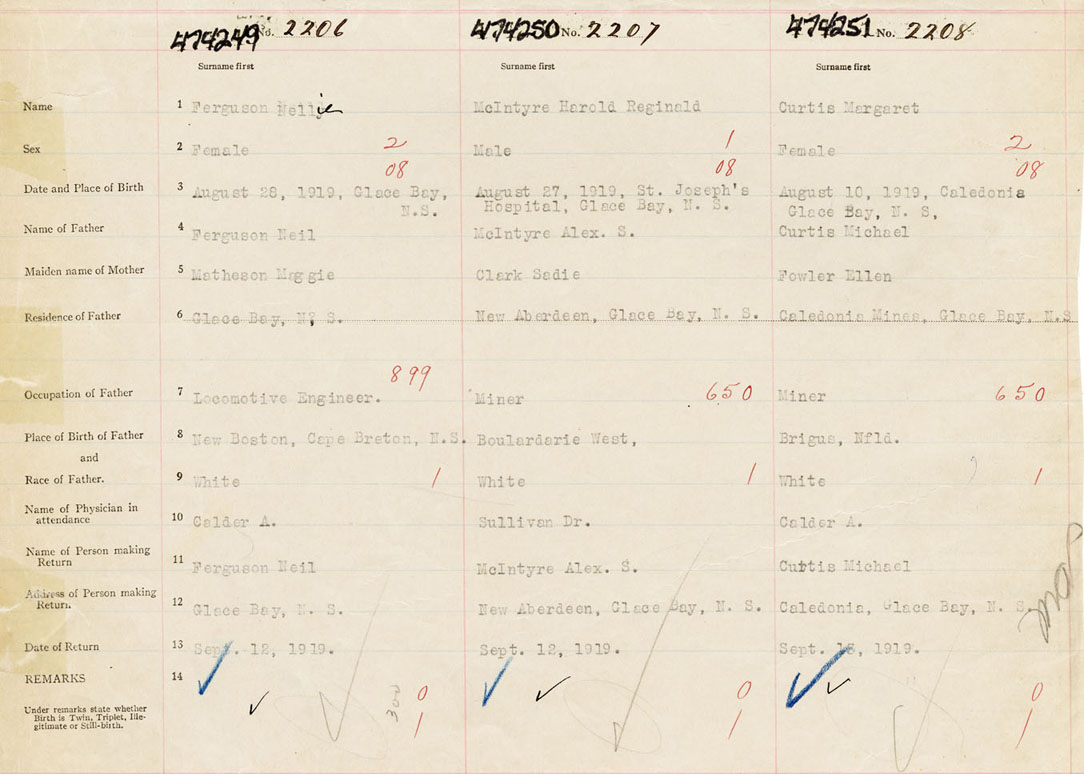 474249 No. 2206 474250 No. 2207 474251 No. 2208
Surname first Surname first Surname first
Name 1 Ferguson Nellie McIntyre Harold Reginald Curtis Margaret
Sex 2 Female 2 Male 1 Female 2
08 08 08
Date and Place of Birth 3 August 28, 1919, Glace Bay, August 27, 1919, St. Joseph's August 10, 1919, Caledonia
N.S. Hospital, Glace Bay, N. S. Glace Bay, N. S,
Name of Father 4 Ferguson Neil McIntyre Alex. S. Curtis Michael
Maiden name of Mother 5 Matheson Maggie Clark Sadie Fowler Ellen
Residence of Father 6 Glace Bay, N. S. New Aberdeen, Glace Bay, N. S. Caledonia Mines, Glace Bay, N.S
899
Occupation of Father 7 Locomotive Engineer. Miner 650 Miner 650
Place of Birth of Father 8 New Boston, Cape Breton, N.S. Boulardarie West, Brigus, Nfld.
and
Race of Father. 9 White 1 White 1 White 1
Name of Physician in
attendance 10 Calder A. Sullivan Dr. Calder A.
Name of Person making
Return 11 Ferguson Neil McIntyre Alex. S. Curtis Michael
Address of Person making
Return. 12 Glace Bay, N. S. New Aberdeen, Glace Bay, N. S. Caledonia, Glace Bay, N. S
Date of Return 13 Sept. 12, 1919. Sept. 12, 1919. Sept. , 1919.
REMARKS 14
0 0 0
Under remarks state whether
Birth is Twin, Triplet, Ille-
gitimate or Still-birth.
1 1 1